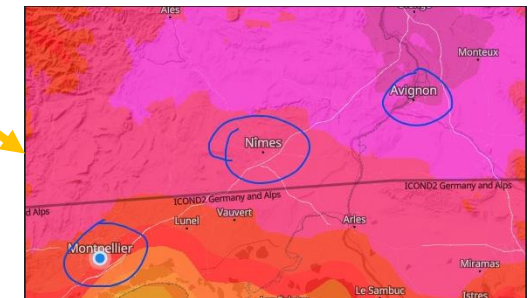 Ales
Monteux
Avignon
Nîmes
ICOND2 Germany and Alps
ICOND2 Germany and Alps
d Alps
Lunel
Vauvert
Arles
Montpellier
Miramas
Le Sambuc
Istres